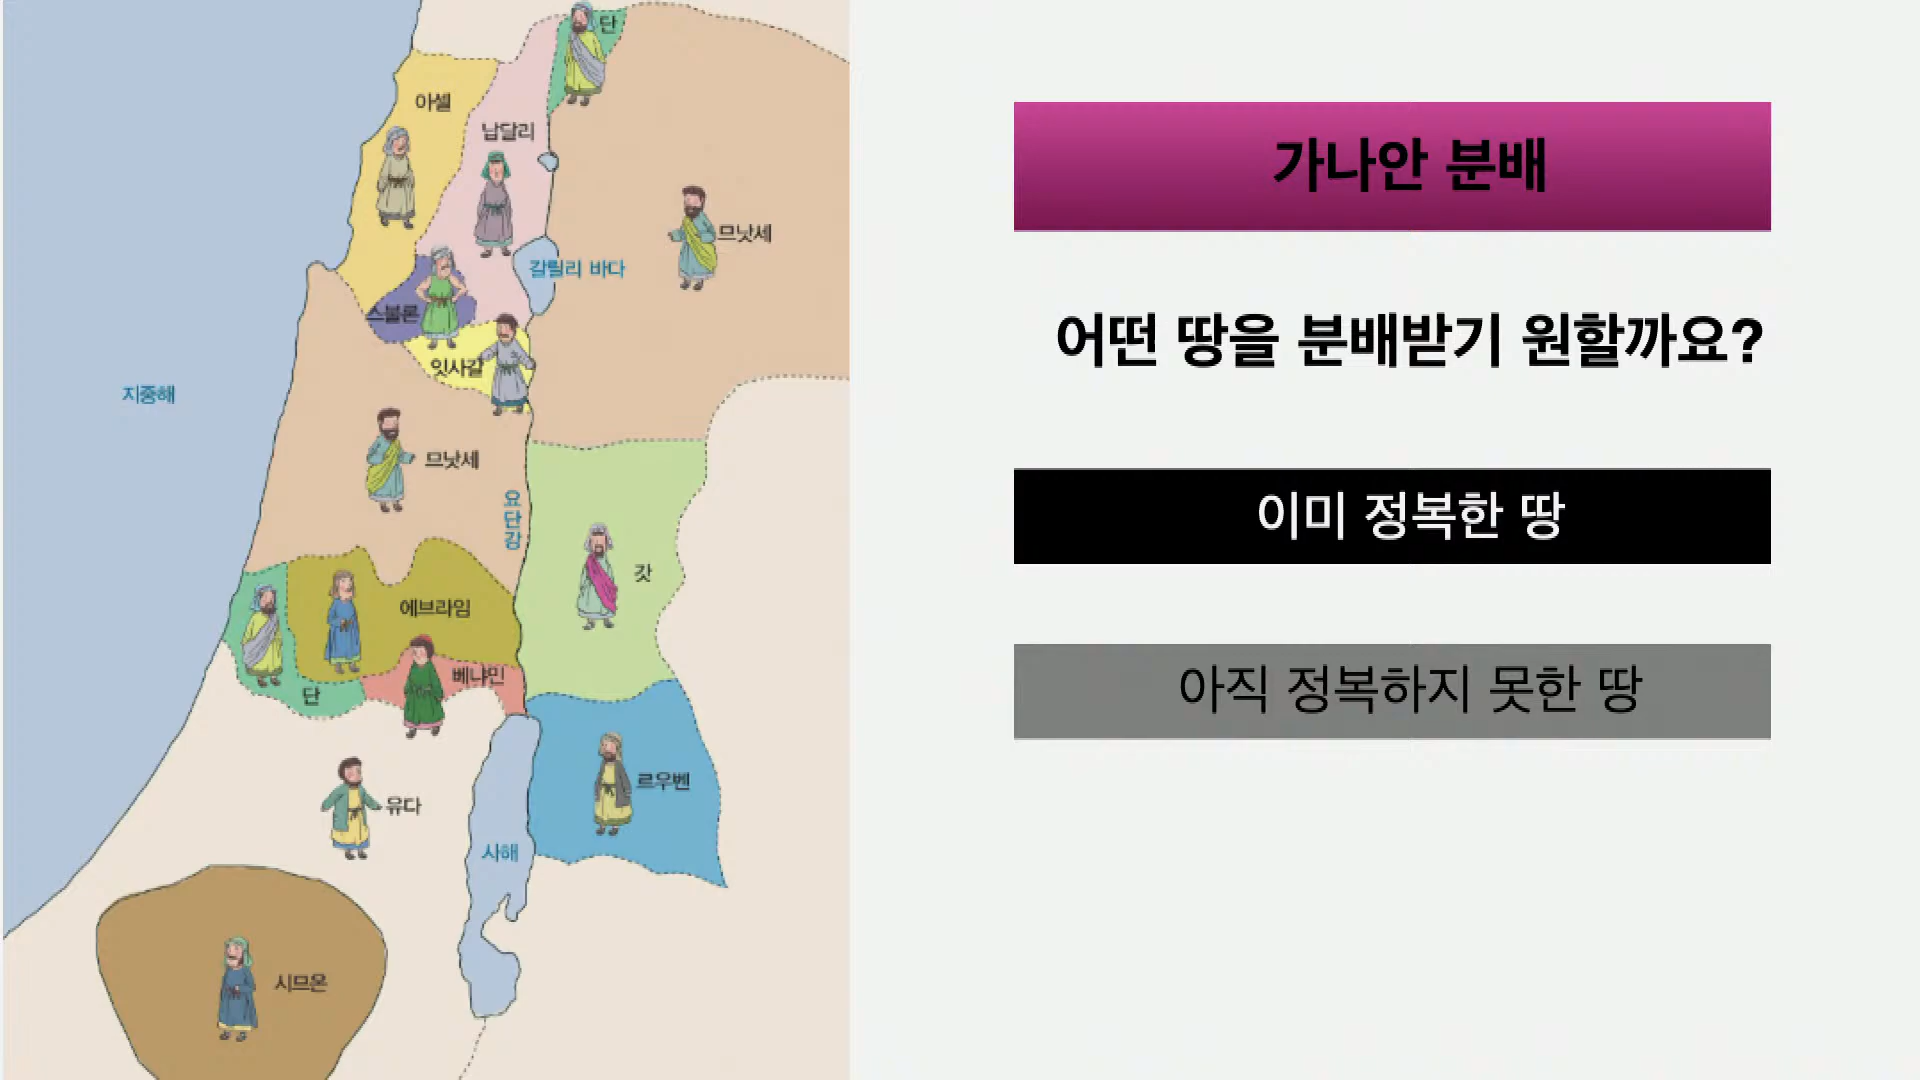 단
아셀
납달리
므낫세
갈릴리 바다
스불론
잇사갈
지중해
므낫세
요단강
갓
에브라임
베냐민
단
르우벤
유다
사해
시므온
가나안 분배
어떤 땅을 분배받기 원할까요?
이미 정복한 땅
아직 정복하지 못한 땅